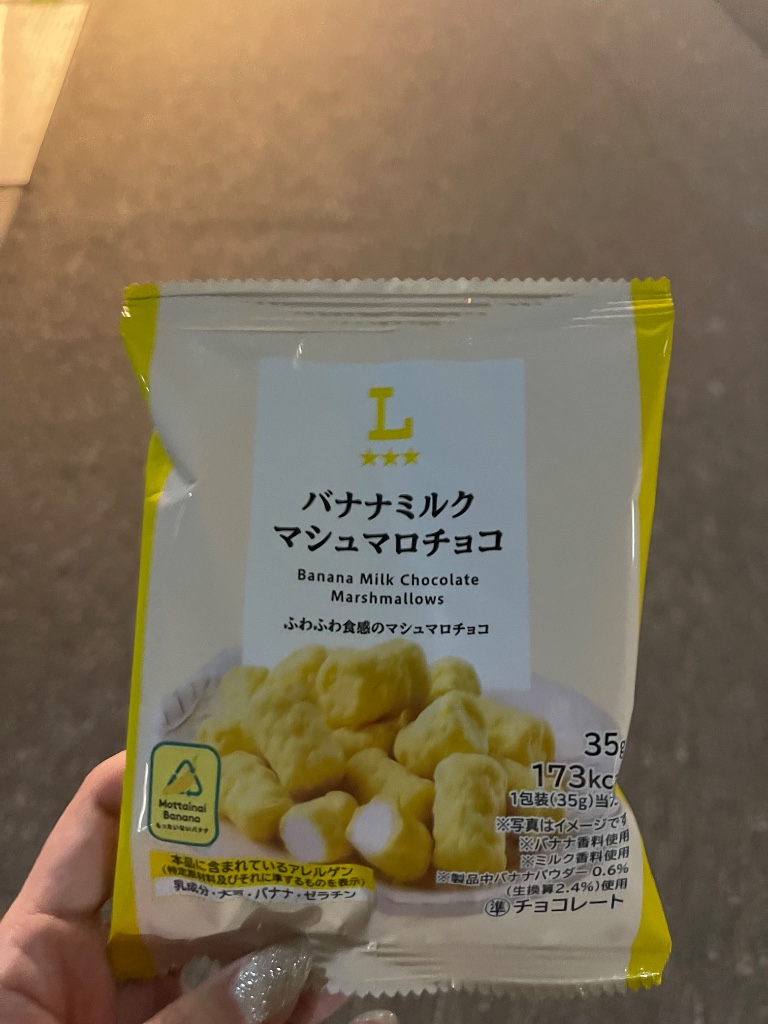 L
★★★
バナナミルク
マシュマロチョコ
Banana Milk Chocolate
Marshmallows
ふわふわ食感のマシュマロチョコ
35g
173kc
1包装(35g)当た
※写真はイメージです
※バナナ香料使用
※ミルク香料使用
※製品中バナナパウダー 0.6%
(生換算2.4%)使用
準 チョコレート
Mottainai
Banana
もったいないバナナ
本品に含まれているアレルゲン
(特定原材料及びそれに準ずるものを表示)
乳成分・大豆・バナナ・ゼラチン